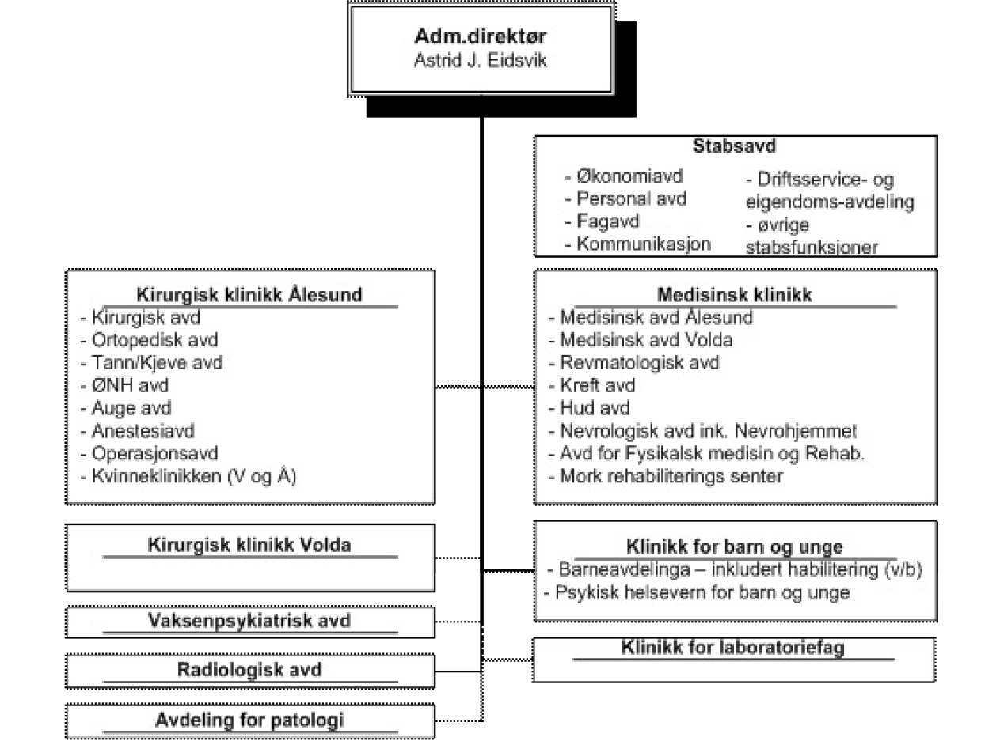 Adm.direktør
Astrid J. Eidsvik
Stabsavd
- Økonomiavd
- Personal avd
- Fagavd
- Kommunikasjon
- Driftsservice- og
eigendoms-avdeling
- øvrige
stabsfunksjoner
Kirurgisk klinikk Ålesund
- Kirurgisk avd
- Ortopedisk avd
- Tann/Kjeve avd
- ØNH avd
- Auge avd
- Anestesiavd
- Operasjonsavd
- Kvinneklinikken (V og Å)
Medisinsk klinikk
- Medisinsk avd Ålesund
- Medisinsk avd Volda
- Revmatologisk avd
- Kreft avd
- Hud avd
- Nevrologisk avd ink. Nevrohjemmet
- Avd for Fysikalsk medisin og Rehab.
- Mork rehabiliterings senter
Kirurgisk klinikk Volda
Klinikk for barn og unge
- Barneavdelinga – inkludert habilitering (v/b)
- Psykisk helsevern for barn og unge
Vaksenpsykiatrisk avd
Klinikk for laboratoriefag
Radiologisk avd
Avdeling for patologi